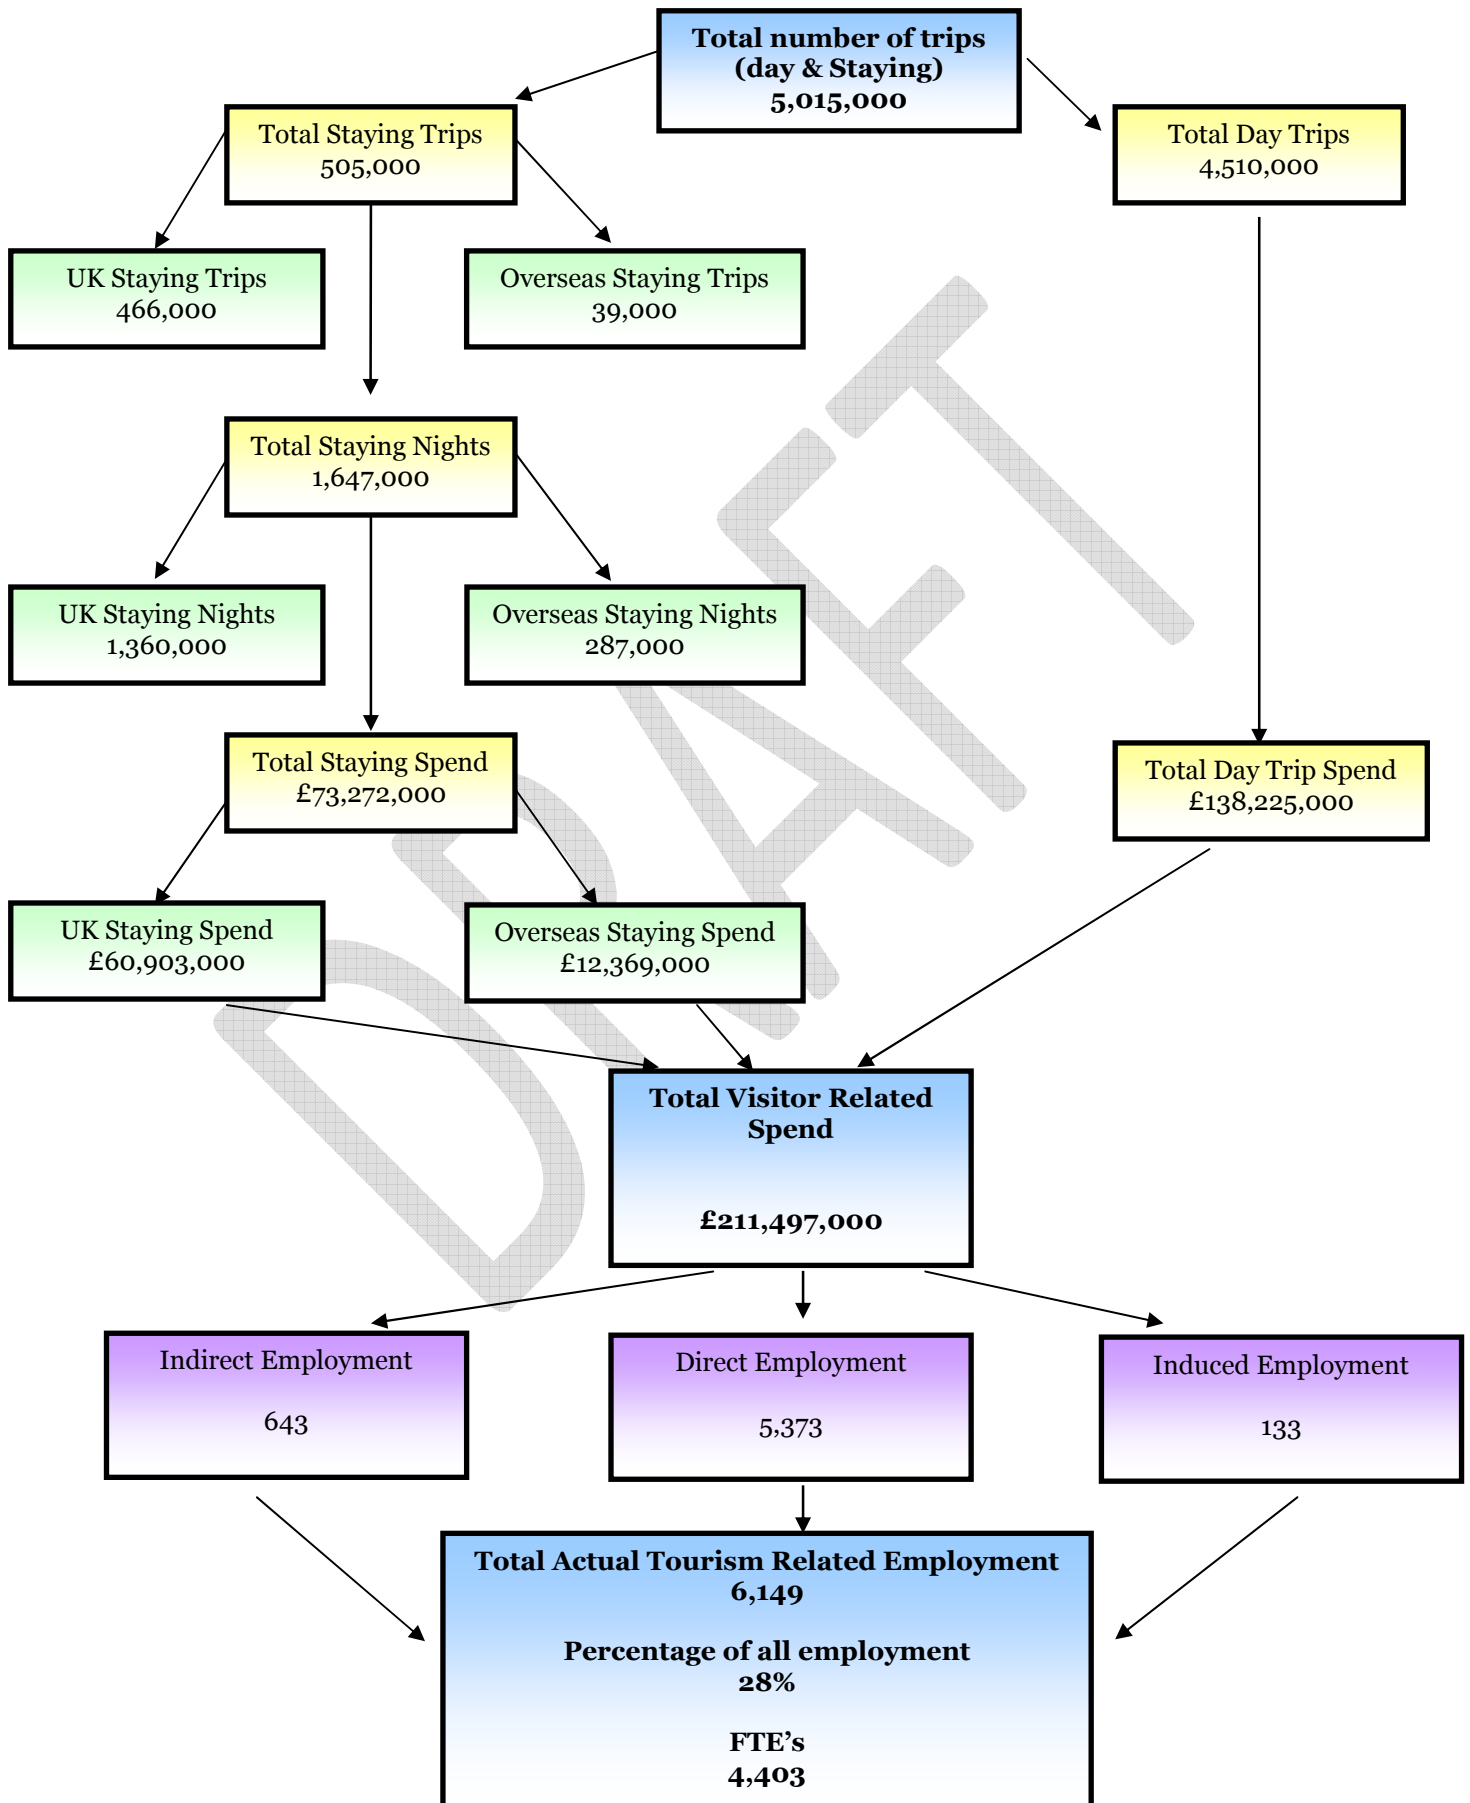 Total number of trips
(day & Staying)
5,015,000
Total Staying Trips
505,000
Total Day Trips
4,510,000
UK Staying Trips
466,000
Overseas Staying Trips
39,000
Total Staying Nights
1,647,000
UK Staying Nights
1,360,000
Overseas Staying Nights
287,000
Total Staying Spend
£73,272,000
Total Day Trip Spend
£138,225,000
UK Staying Spend
£60,903,000
Overseas Staying Spend
£12,369,000
Total Visitor Related
Spend
£211,497,000
Indirect Employment
643
Direct Employment
5,373
Induced Employment
133
Total Actual Tourism Related Employment
6,149
Percentage of all employment
28%
FTE's
4,403
DRAFT